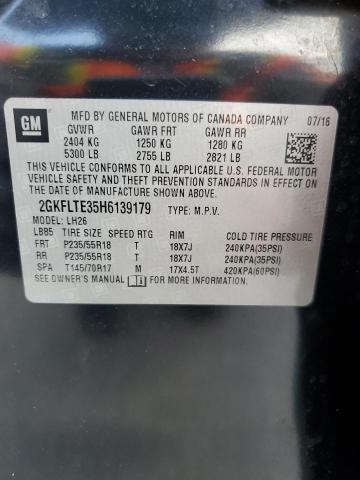 GM
MFD BY GENERAL MOTORS OF CANADA COMPANY 07/16
GVWR GAWR FRT GAWR RR
2404 KG 1250 KG 1280 KG
5300 LB 2755 LB 2821 LB
THIS VEHICLE CONFORMS TO ALL APPLICABLE U.S. FEDERAL MOTOR
VEHICLE SAFETY, BUMPER, AND THEFT PREVENTION STANDARDS
IN EFFECT ON THE DATE OF MANUFACTURE SHOWN ABOVE.
2GKFLTE35H6139179 TYPE: M.P.V.
MODEL: LH26
LBB5 TIRE SIZE SPEED RTG RIM COLD TIRE PRESSURE
FRT P235/55R18 T 18X7J 240KPA(35PSI)
RR P235/55R18 T 18X7J 240KPA(35PSI)
SPA T145/70R17 M 17X4.5T 420KPA(60PSI)
SEE OWNER'S MANUAL FOR MORE INFORMATION.